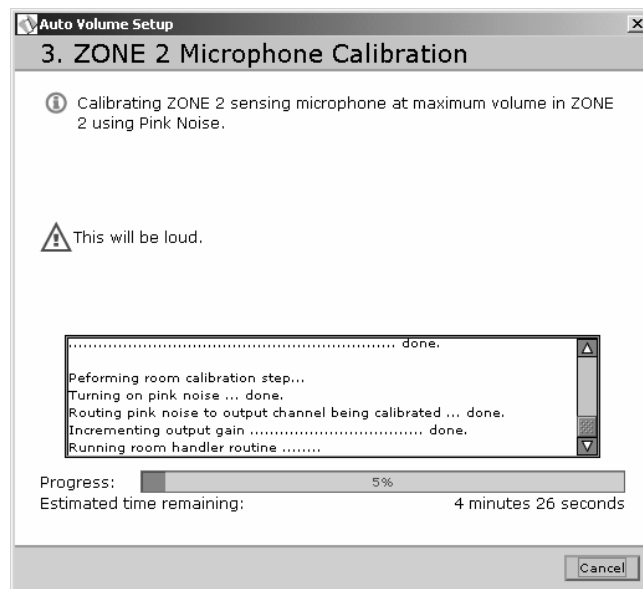 Auto Volume Setup
3. ZONE 2 Microphone Calibration
Calibrating ZONE 2 sensing microphone at maximum volume in ZONE
2 using Pink Noise.
This will be loud.
.................................................................. done.
Peforming room calibration step...
Turning on pink noise ... done.
Routing pink noise to output channel being calibrated ... done.
Incrementing output gain ................................... done.
Running room handler routine ........
Progress: 5%
Estimated time remaining: 4 minutes 26 seconds
Cancel